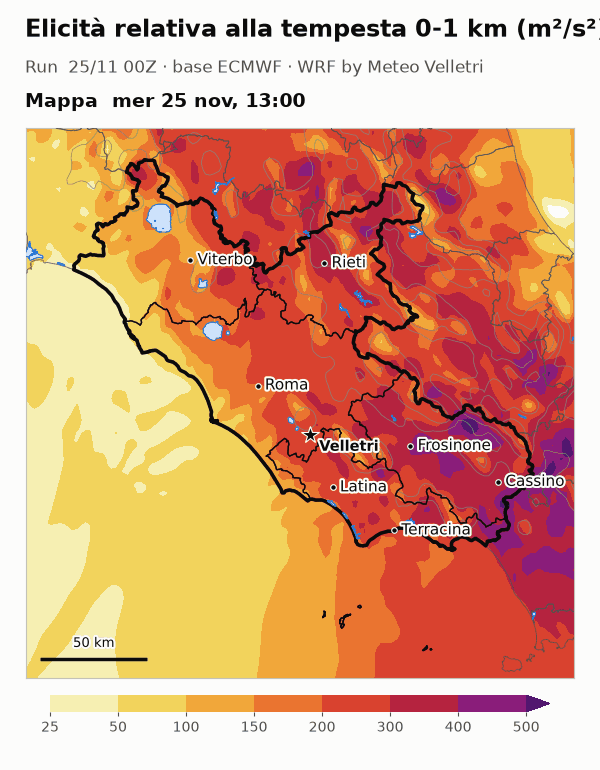 Elicità relativa alla tempesta 0-1 km (m²/s²)
Run 25/11 00Z · base ECMWF · WRF by Meteo Velletri
Mappa mer 25 nov, 13:00
Viterbo
Rieti
Roma
Velletri
Frosinone
Latina
Cassino
Terracina
50 km
25 50 100 150 200 300 400 500